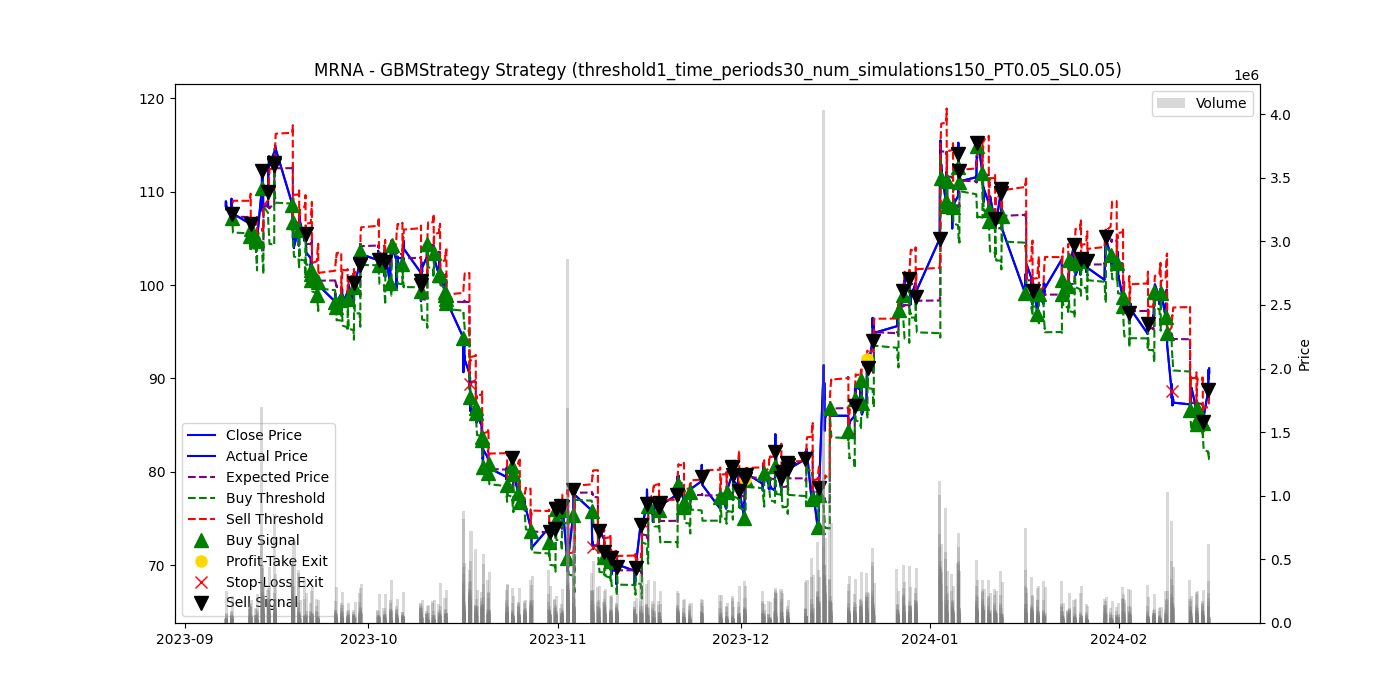 MRNA - GBMStrategy Strategy (threshold1_time_periods30_num_simulations150_PT0.05_SL0.05)
1e6
120
110
100
90
80
70
Volume
4.0
3.5
3.0
2.5
2.0
1.5
1.0
0.5
0.0
Price
Close Price
Actual Price
Expected Price
Buy Threshold
Sell Threshold
Buy Signal
Profit-Take Exit
Stop-Loss Exit
Sell Signal
2023-09
2023-10
2023-11
2023-12
2024-01
2024-02